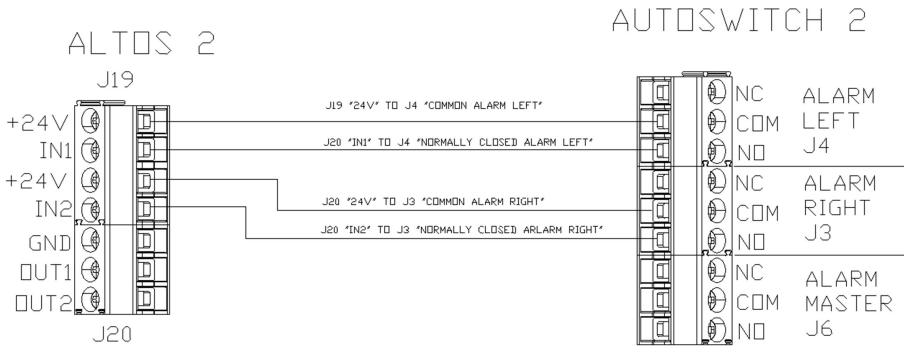 AUTOSWITCH 2
ALTOS 2
J19
+24V
IN1
+24V
IN2
GND
OUT1
OUT2
J20
J19 "24V" TO J4 "COMMON ALARM LEFT"
J20 "IN1" TO J4 "NORMALLY CLOSED ALARM LEFT"
J20 "24V" TO J3 "COMMON ALARM RIGHT"
J20 "IN2" TO J3 "NORMALLY CLOSED ARLARM RIGHT"
NC
COM
NO
ALARM
LEFT
J4
NC
COM
NO
ALARM
RIGHT
J3
NC
COM
NO
ALARM
MASTER
J6